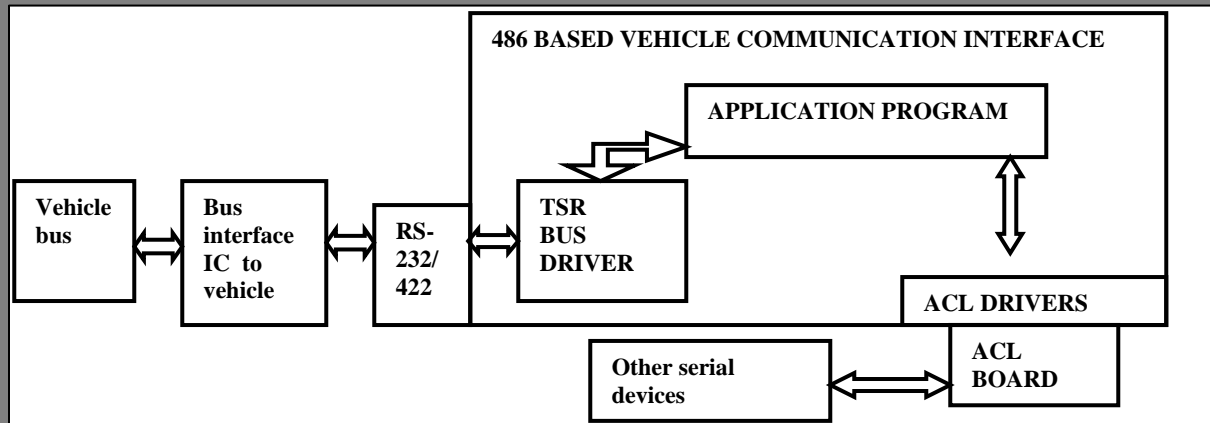 486 BASED VEHICLE COMMUNICATION INTERFACE
APPLICATION PROGRAM
Vehicle
bus
Bus
interface
IC to
vehicle
RS-
232/
422
TSR
BUS
DRIVER
ACL DRIVERS
Other serial
devices
ACL
BOARD